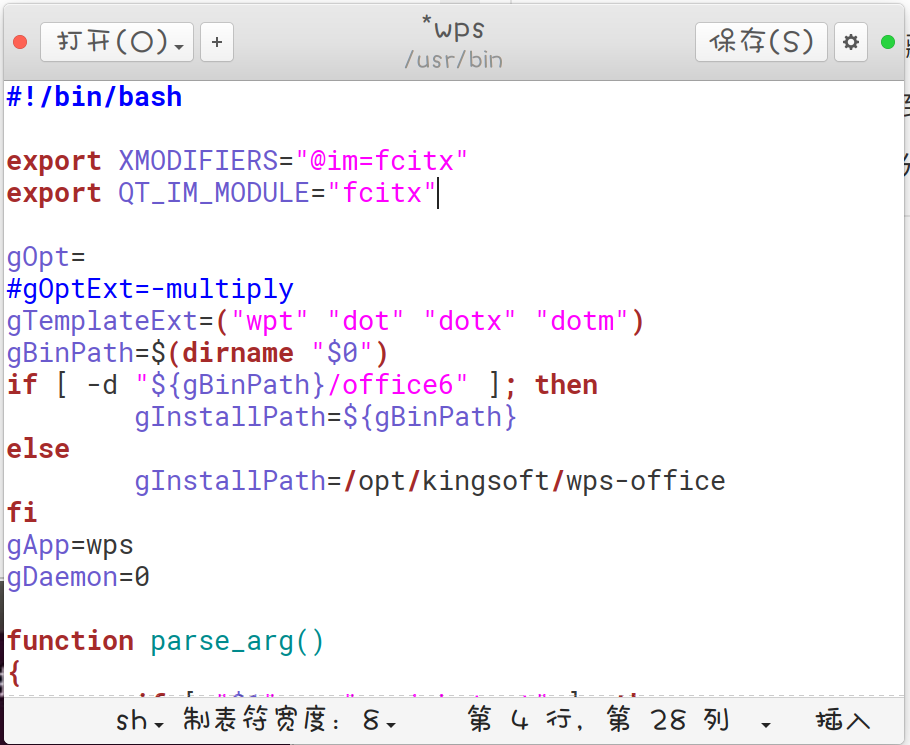 打开(O)
+
*wps
/usr/bin
保存(S)
#!/bin/bash
export XMODIFIERS="@im=fcitx"
export QT_IM_MODULE="fcitx"
gOpt=
#gOptExt=-multiply
gTemplateExt=("wpt" "dot" "dotx" "dotm")
gBinPath=$(dirname "$0")
if [ -d "${gBinPath}/office6" ]; then
gInstallPath=${gBinPath}
else
gInstallPath=/opt/kingsoft/wps-office
fi
gApp=wps
gDaemon=0
function parse_arg()
{
sh 制表符宽度: 8 第 4 行, 第 28 列 插入